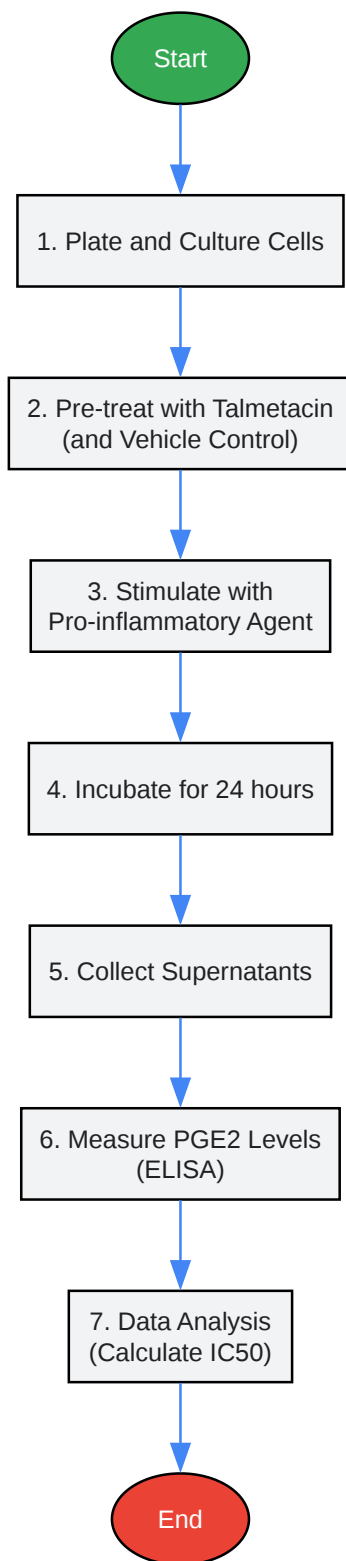 Start
1. Plate and Culture Cells
2. Pre-treat with Talmetacin
(and Vehicle Control)
3. Stimulate with
Pro-inflammatory Agent
4. Incubate for 24 hours
5. Collect Supernatants
6. Measure PGE2 Levels
(ELISA)
7. Data Analysis
(Calculate IC50)
End